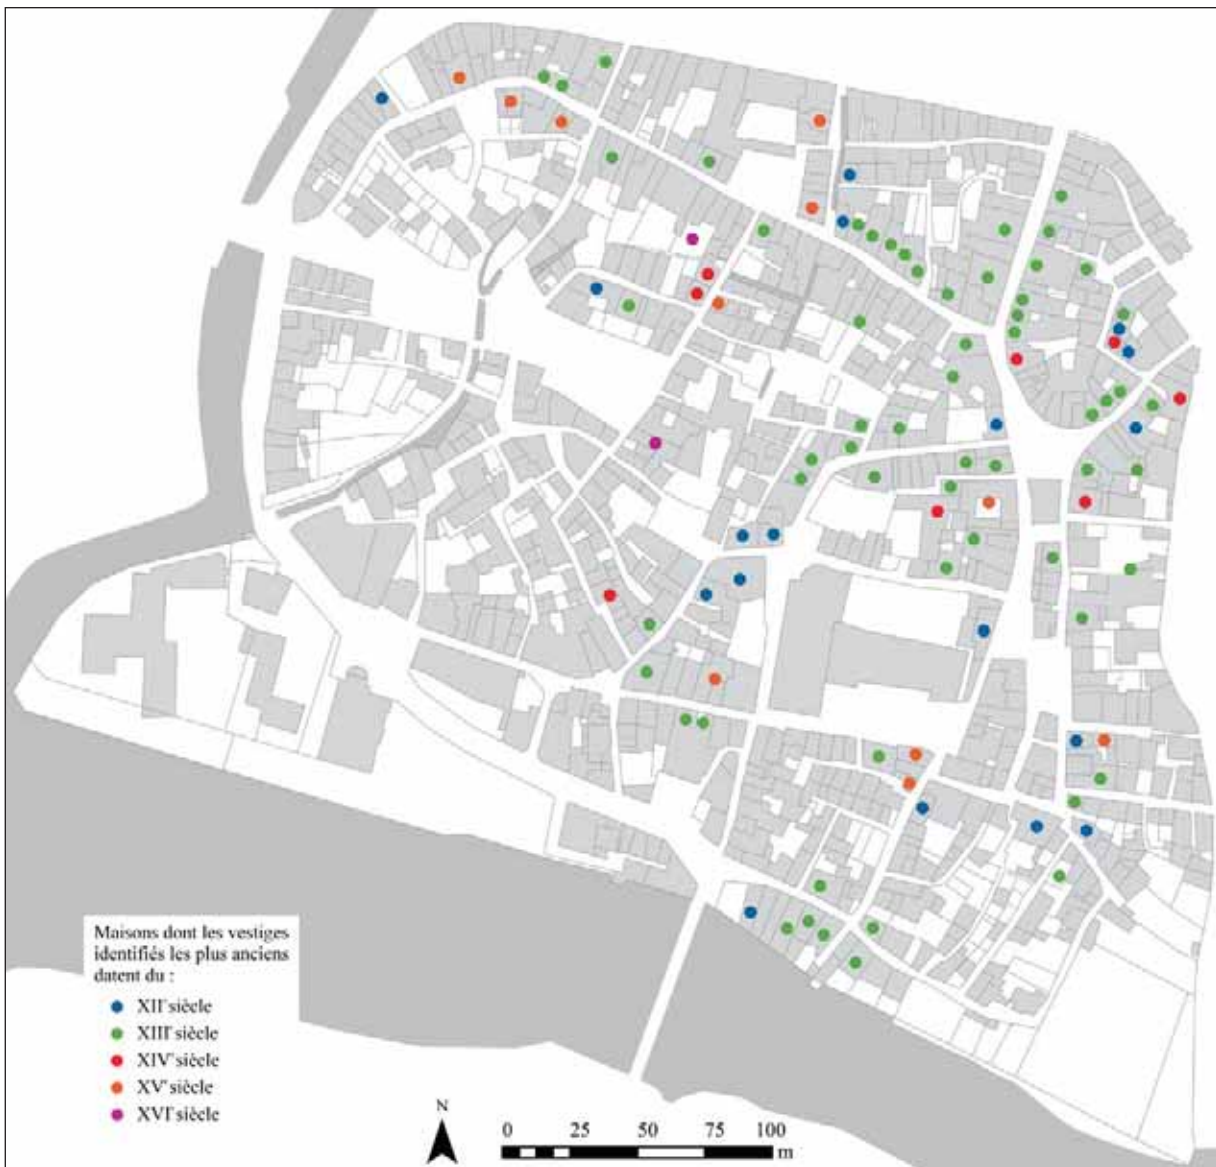 Maisons dont les vestiges
identifiés les plus anciens
datent du :
XIIe siècle
XIIIe siècle
XIVe siècle
XVe siècle
XVIe siècle
N
0 25 50 75 100
m